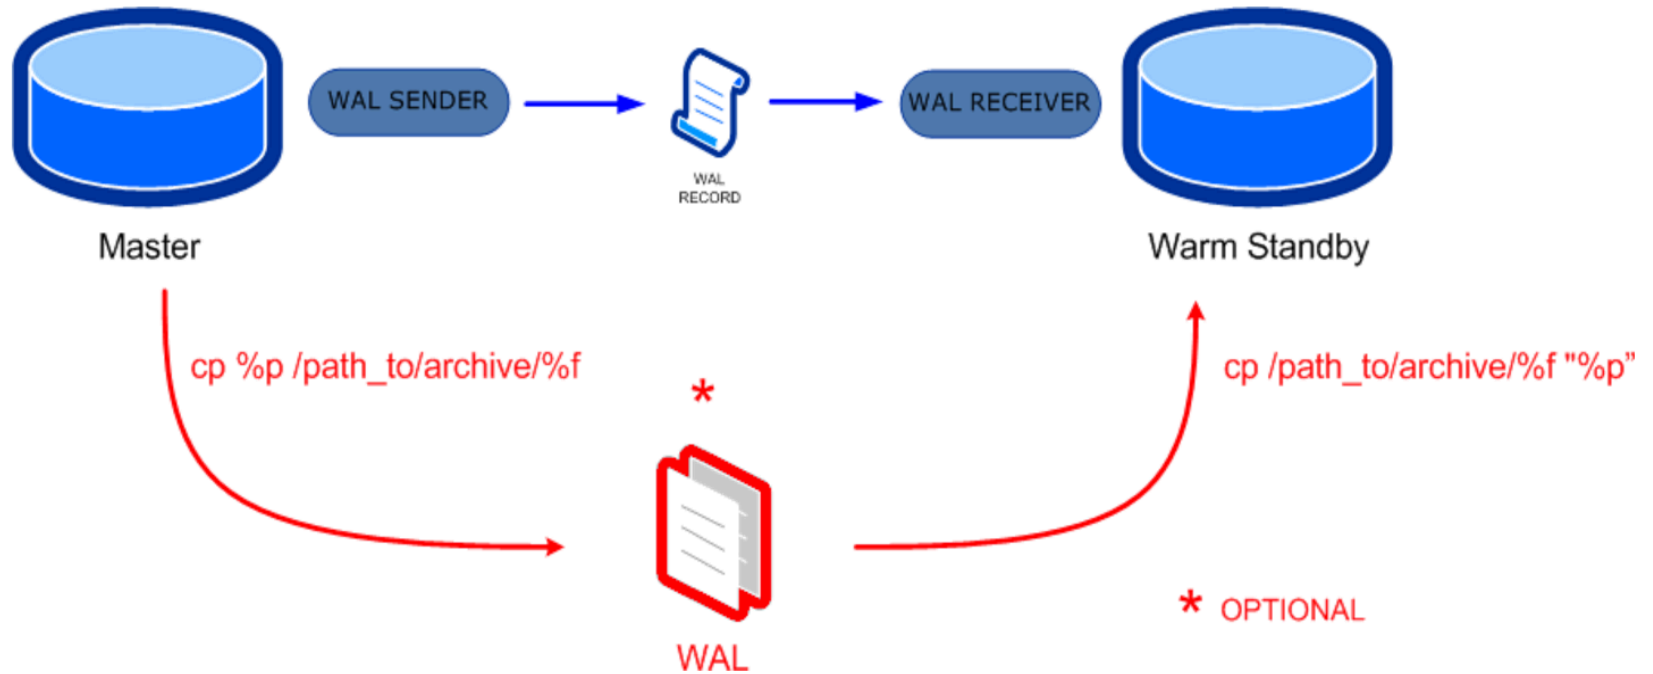 WAL SENDER
WAL RECEIVER
WAL
RECORD
Master
Warm Standby
cp %p /path_to/archive/%f
*
cp /path_to/archive/%f "%p”
* OPTIONAL
WAL